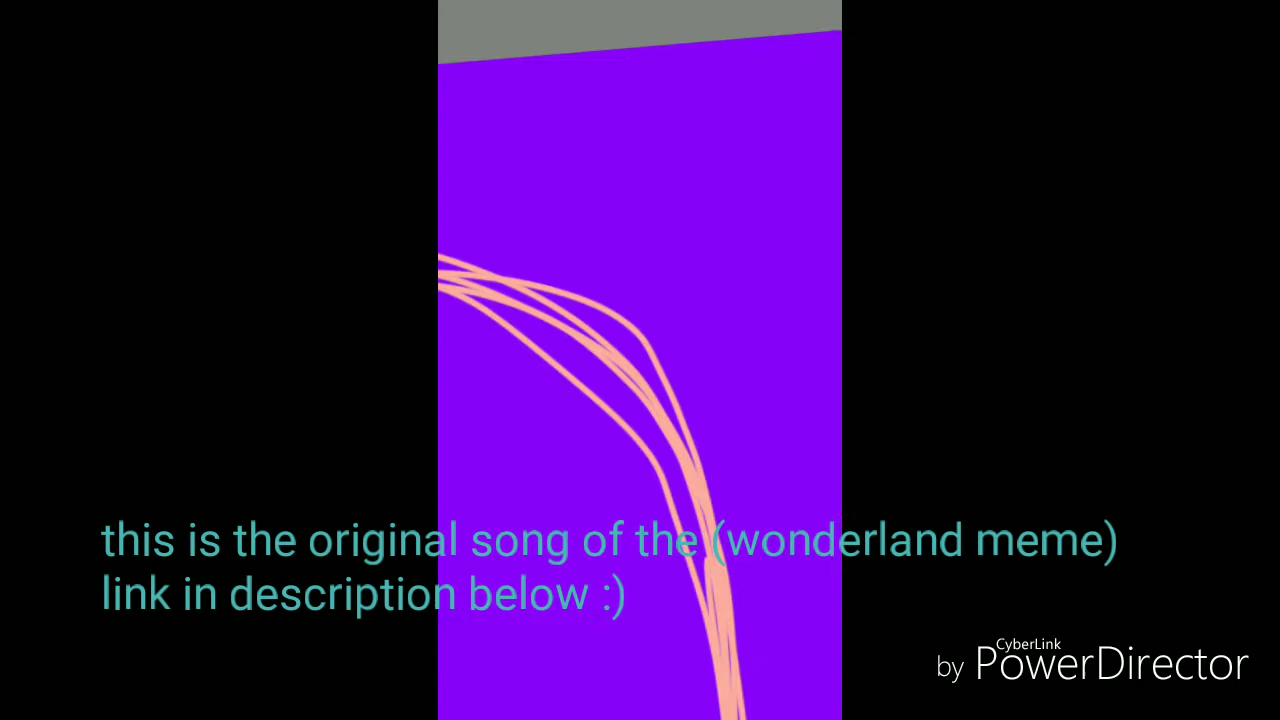 this is the original song of the (wonderland meme)
link in description below :)
CyberLink
by PowerDirector